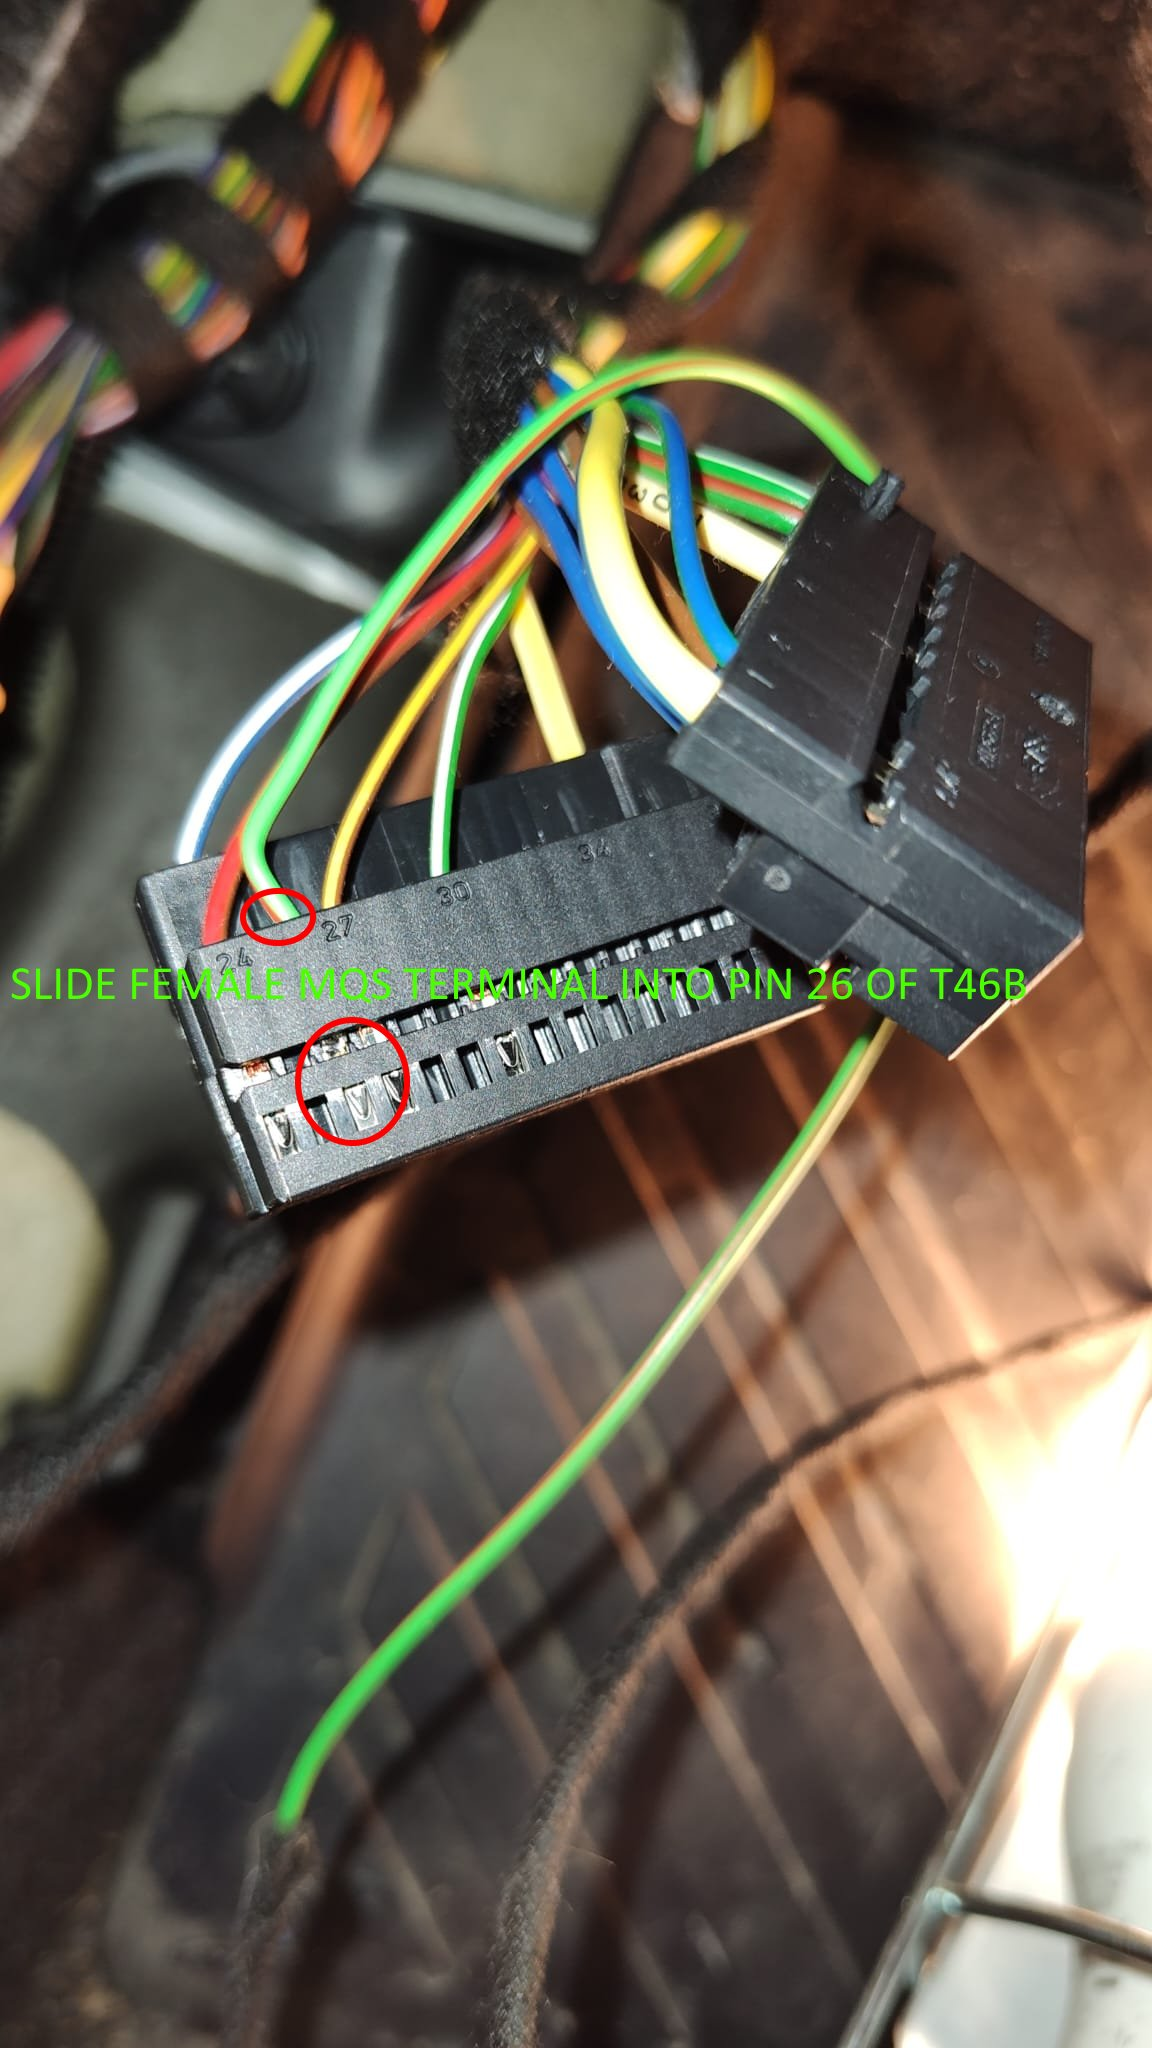 34
30
27
24
SLIDE FEMALE MQS TERMINAL INTO PIN 26 OF T46B